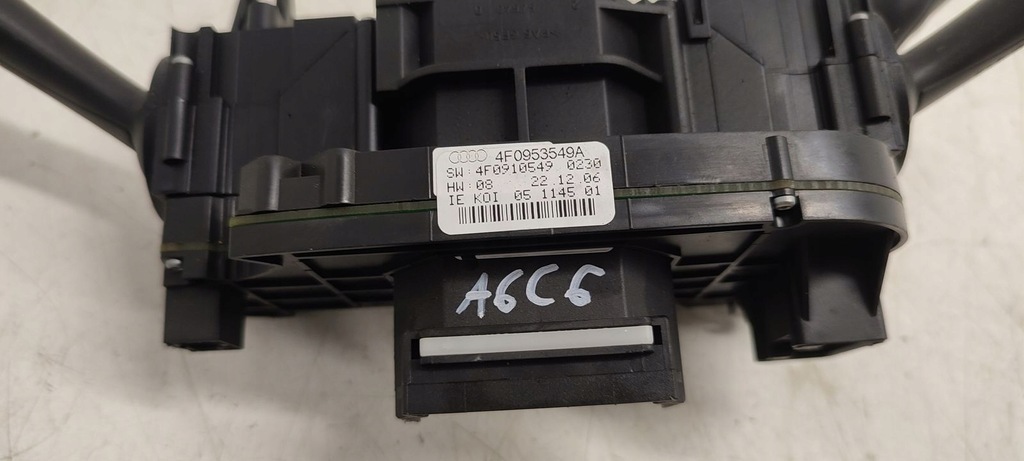 4F0953549A
SW:4F0910549 0230
HW:08 22 12 06
IE KOI 05 1145 01
A6C6